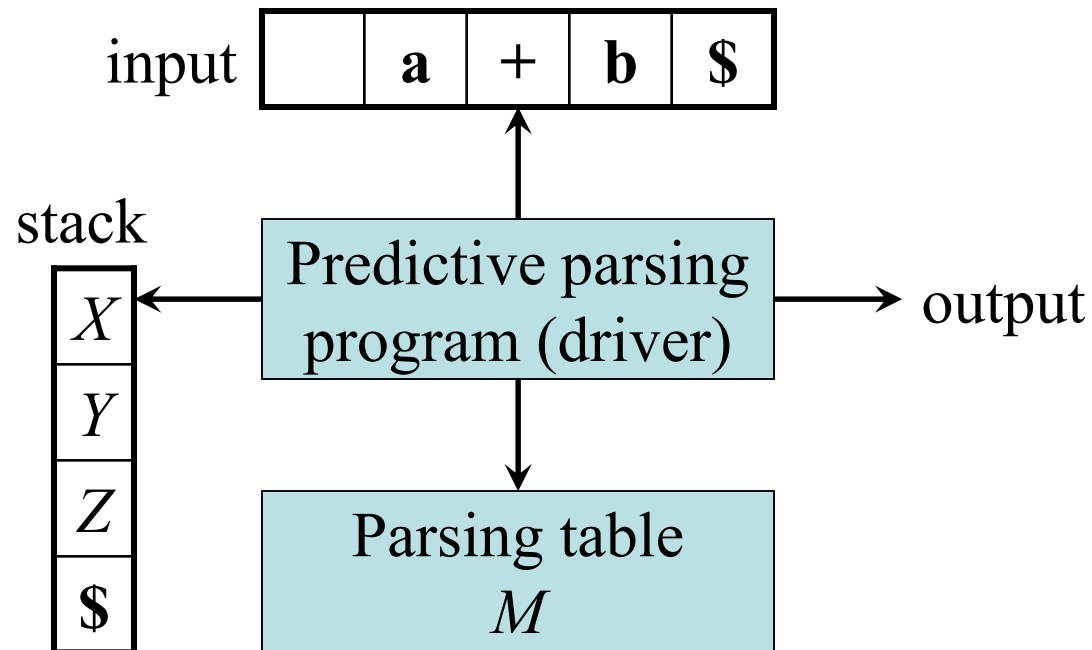 input a + b $
stack
Predictive parsing
program (driver)
output
X
Y
Z
$
Parsing table
M